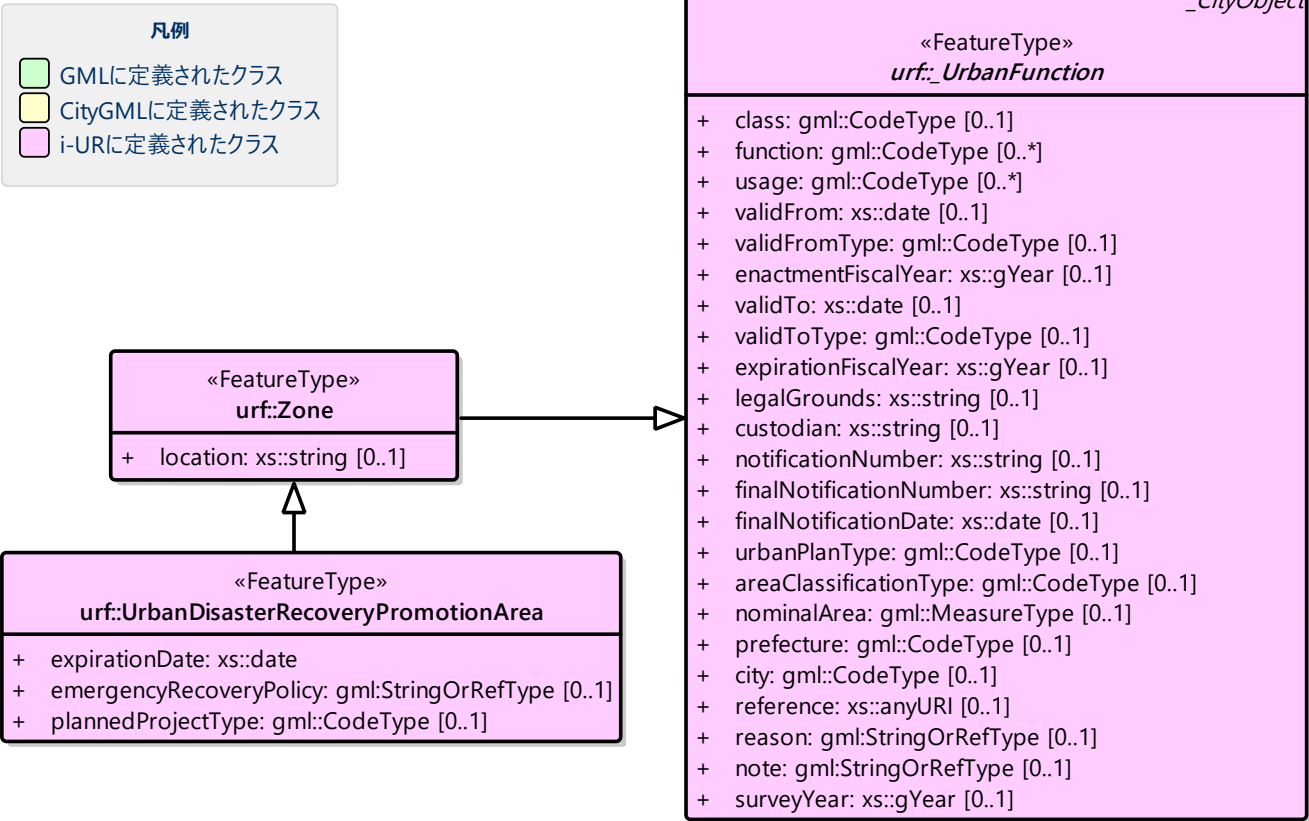 凡例
GMLに定義されたクラス
CityGMLに定義されたクラス
i-URに定義されたクラス
_CityObject
«FeatureType»
urf::_UrbanFunction
+ class: gml::CodeType [0..1]
+ function: gml::CodeType [0..*]
+ usage: gml::CodeType [0..*]
+ validFrom: xs::date [0..1]
+ validFromType: gml::CodeType [0..1]
+ enactmentFiscalYear: xs::gYear [0..1]
+ validTo: xs::date [0..1]
+ validToType: gml::CodeType [0..1]
+ expirationFiscalYear: xs::gYear [0..1]
+ legalGrounds: xs::string [0..1]
+ custodian: xs::string [0..1]
+ notificationNumber: xs::string [0..1]
+ finalNotificationNumber: xs::string [0..1]
+ finalNotificationDate: xs::date [0..1]
+ urbanPlanType: gml::CodeType [0..1]
+ areaClassificationType: gml::CodeType [0..1]
+ nominalArea: gml::MeasureType [0..1]
+ prefecture: gml::CodeType [0..1]
+ city: gml::CodeType [0..1]
+ reference: xs::anyURI [0..1]
+ reason: gml:StringOrRefType [0..1]
+ note: gml:StringOrRefType [0..1]
+ surveyYear: xs::gYear [0..1]
«FeatureType»
urf::Zone
+ location: xs::string [0..1]
«FeatureType»
urf::UrbanDisasterRecoveryPromotionArea
+ expirationDate: xs::date
+ emergencyRecoveryPolicy: gml:StringOrRefType [0..1]
+ plannedProjectType: gml::CodeType [0..1]